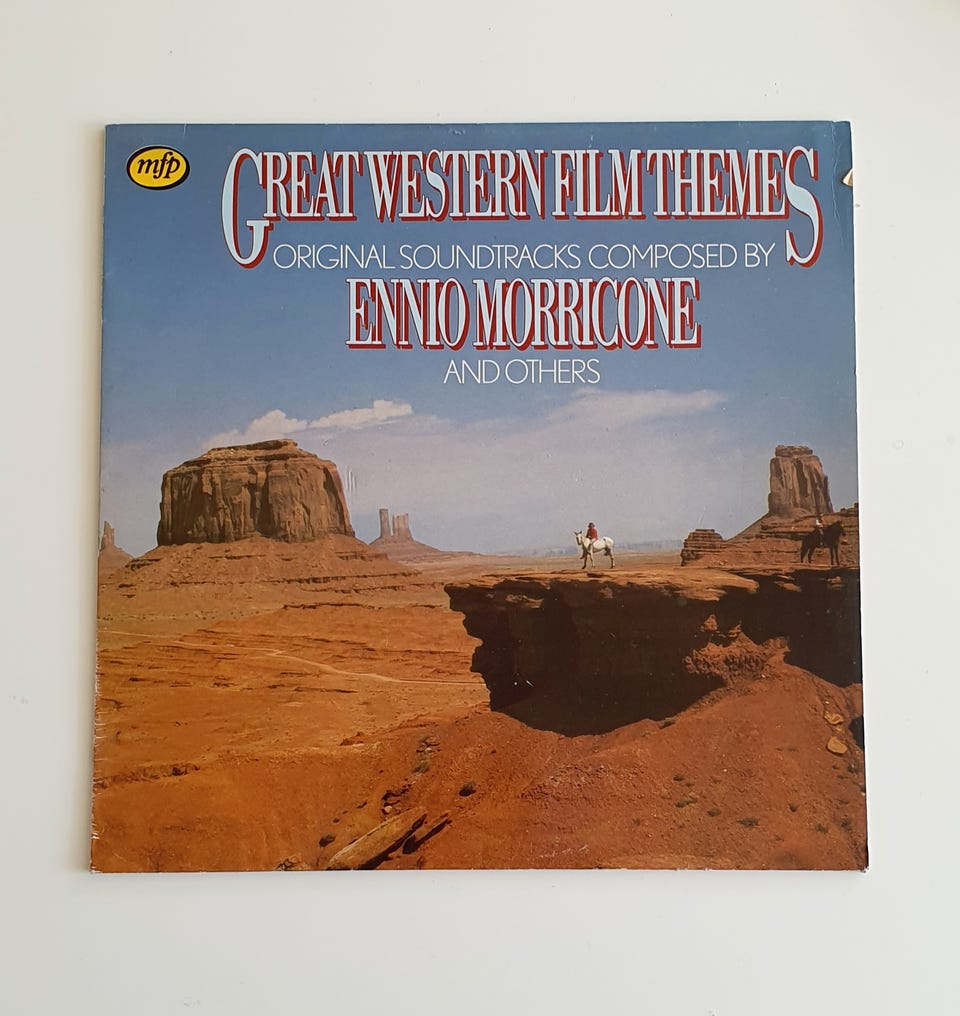 mfp
GREAT WESTERN FILM THEMES
ORIGINAL SOUNDTRACKS COMPOSED BY
ENNIO MORRICONE
AND OTHERS